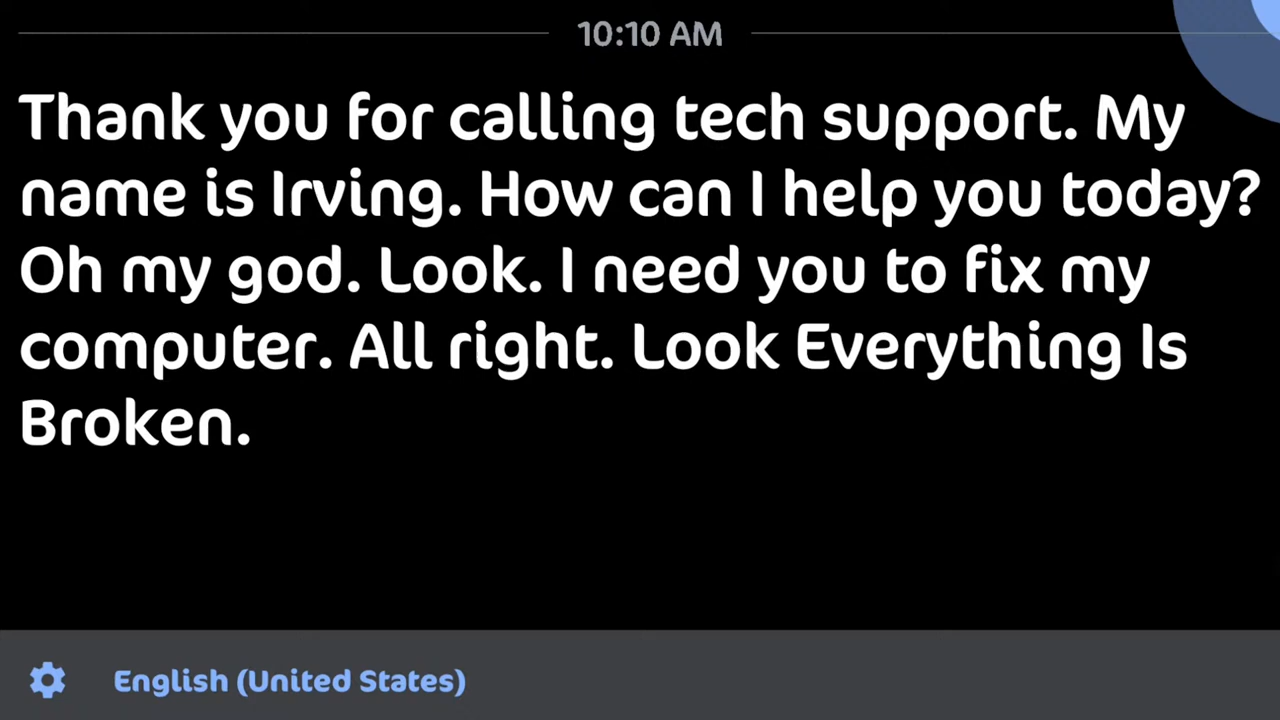 10:10 AM
Thank you for calling tech support. My
name is Irving. How can I help you today?
Oh my god. Look. I need you to fix my
computer. All right. Look Everything Is
Broken.
English (United States)